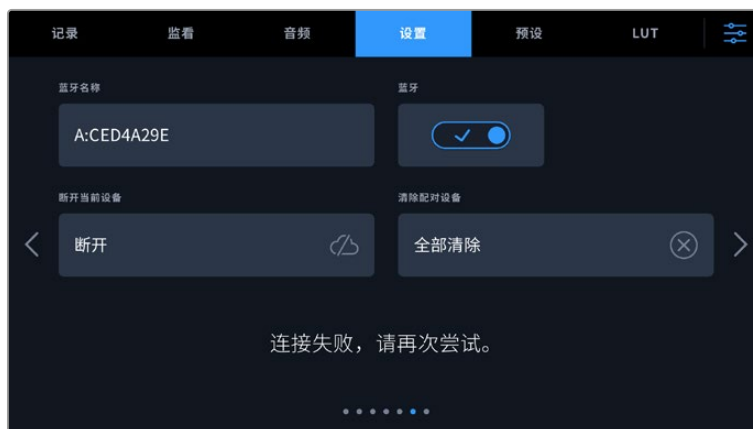 记录 监看 音频 设置 预设 LUT
蓝牙名称 蓝牙
A:CED4A29E
断开当前设备 清除配对设备
断开 全部清除
连接失败，请再次尝试。